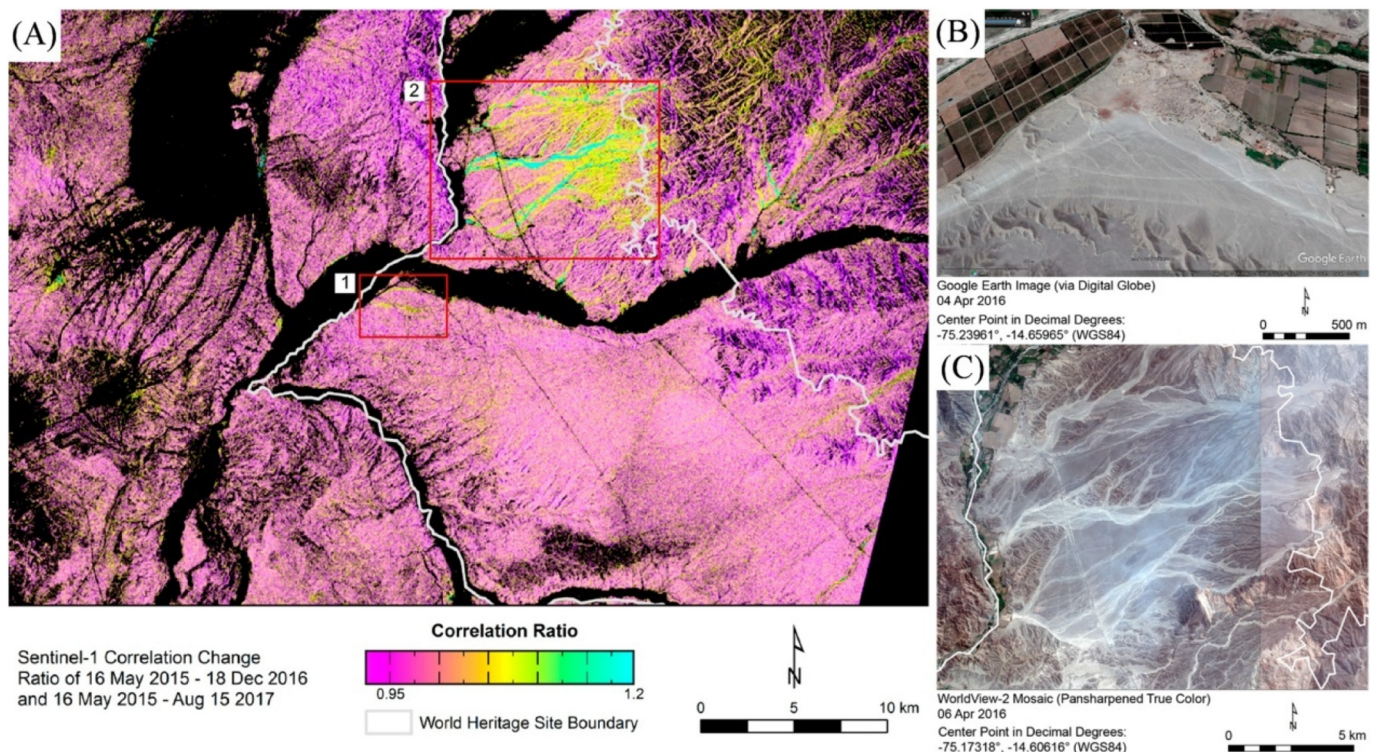 (A)
2
1
Sentinel-1 Correlation Change
Ratio of 16 May 2015 - 18 Dec 2016
and 16 May 2015 - Aug 15 2017
Correlation Ratio
0.95 1.2
World Heritage Site Boundary
N
0 5 10 km
(B)
Google Earth
Google Earth Image (via Digital Globe)
04 Apr 2016
Center Point in Decimal Degrees:
-75.23961°, -14.65965° (WGS84)
N
0 500 m
(C)
WorldView-2 Mosaic (Pansharpened True Color)
06 Apr 2016
Center Point in Decimal Degrees:
-75.17318°, -14.60616° (WGS84)
N
0 5 km